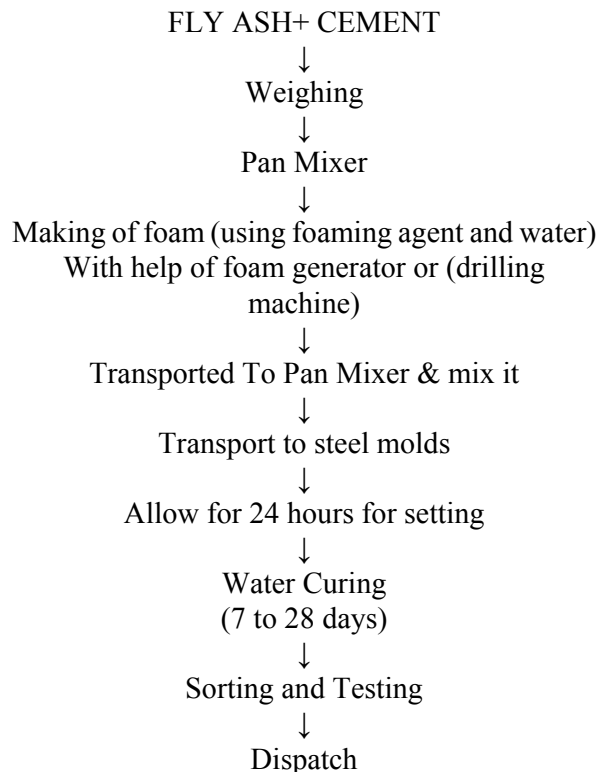 FLY ASH+ CEMENT
↓
Weighing
↓
Pan Mixer
↓
Making of foam (using foaming agent and water)
With help of foam generator or (drilling
machine)
↓
Transported To Pan Mixer & mix it
↓
Transport to steel molds
↓
Allow for 24 hours for setting
↓
Water Curing
(7 to 28 days)
↓
Sorting and Testing
↓
Dispatch